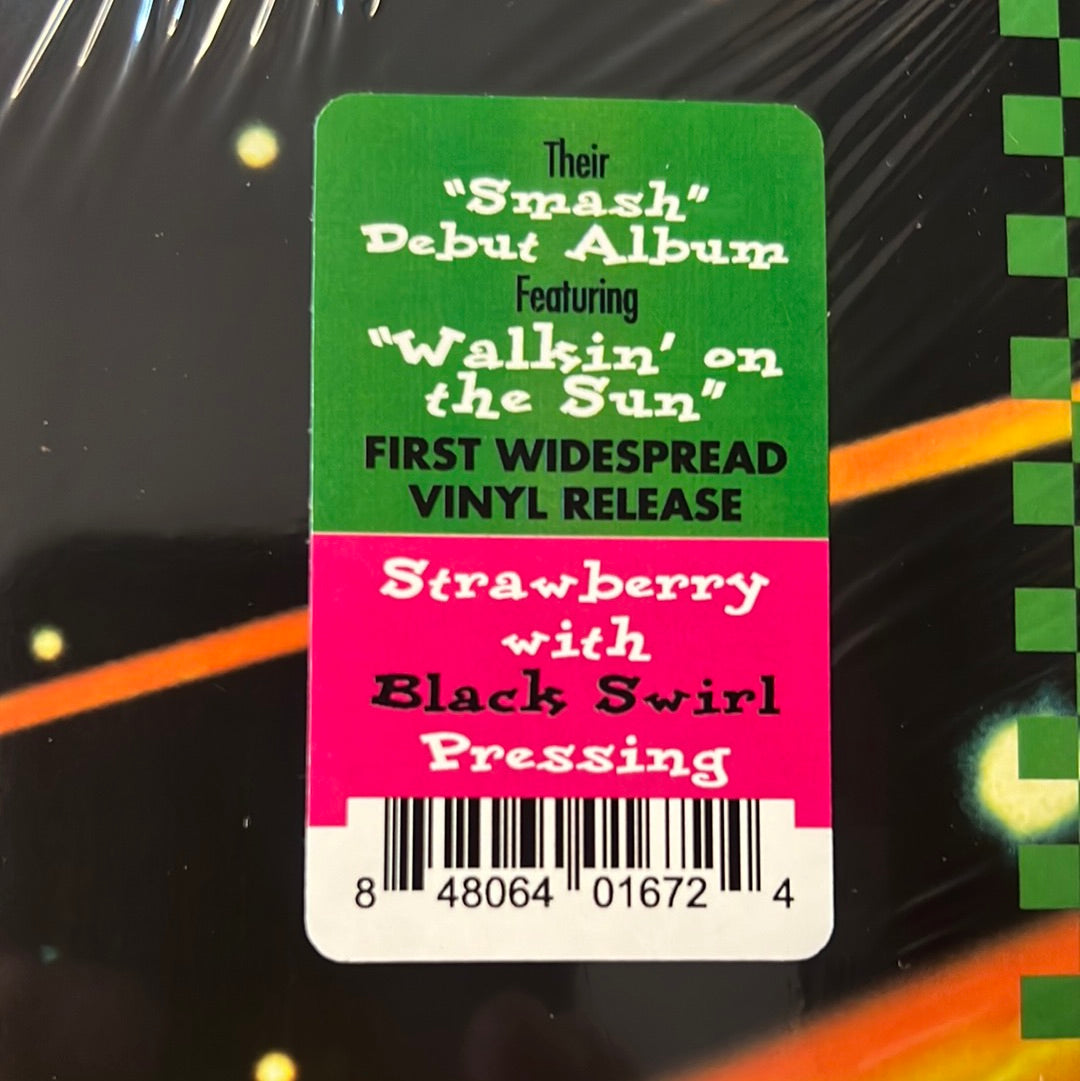 Their
"Smash"
Debut Album
Featuring
"Walkin' on
the Sun"
FIRST WIDESPREAD
VINYL RELEASE
Strawberry
with
Black Swirl
Pressing
8 48064 01672 4